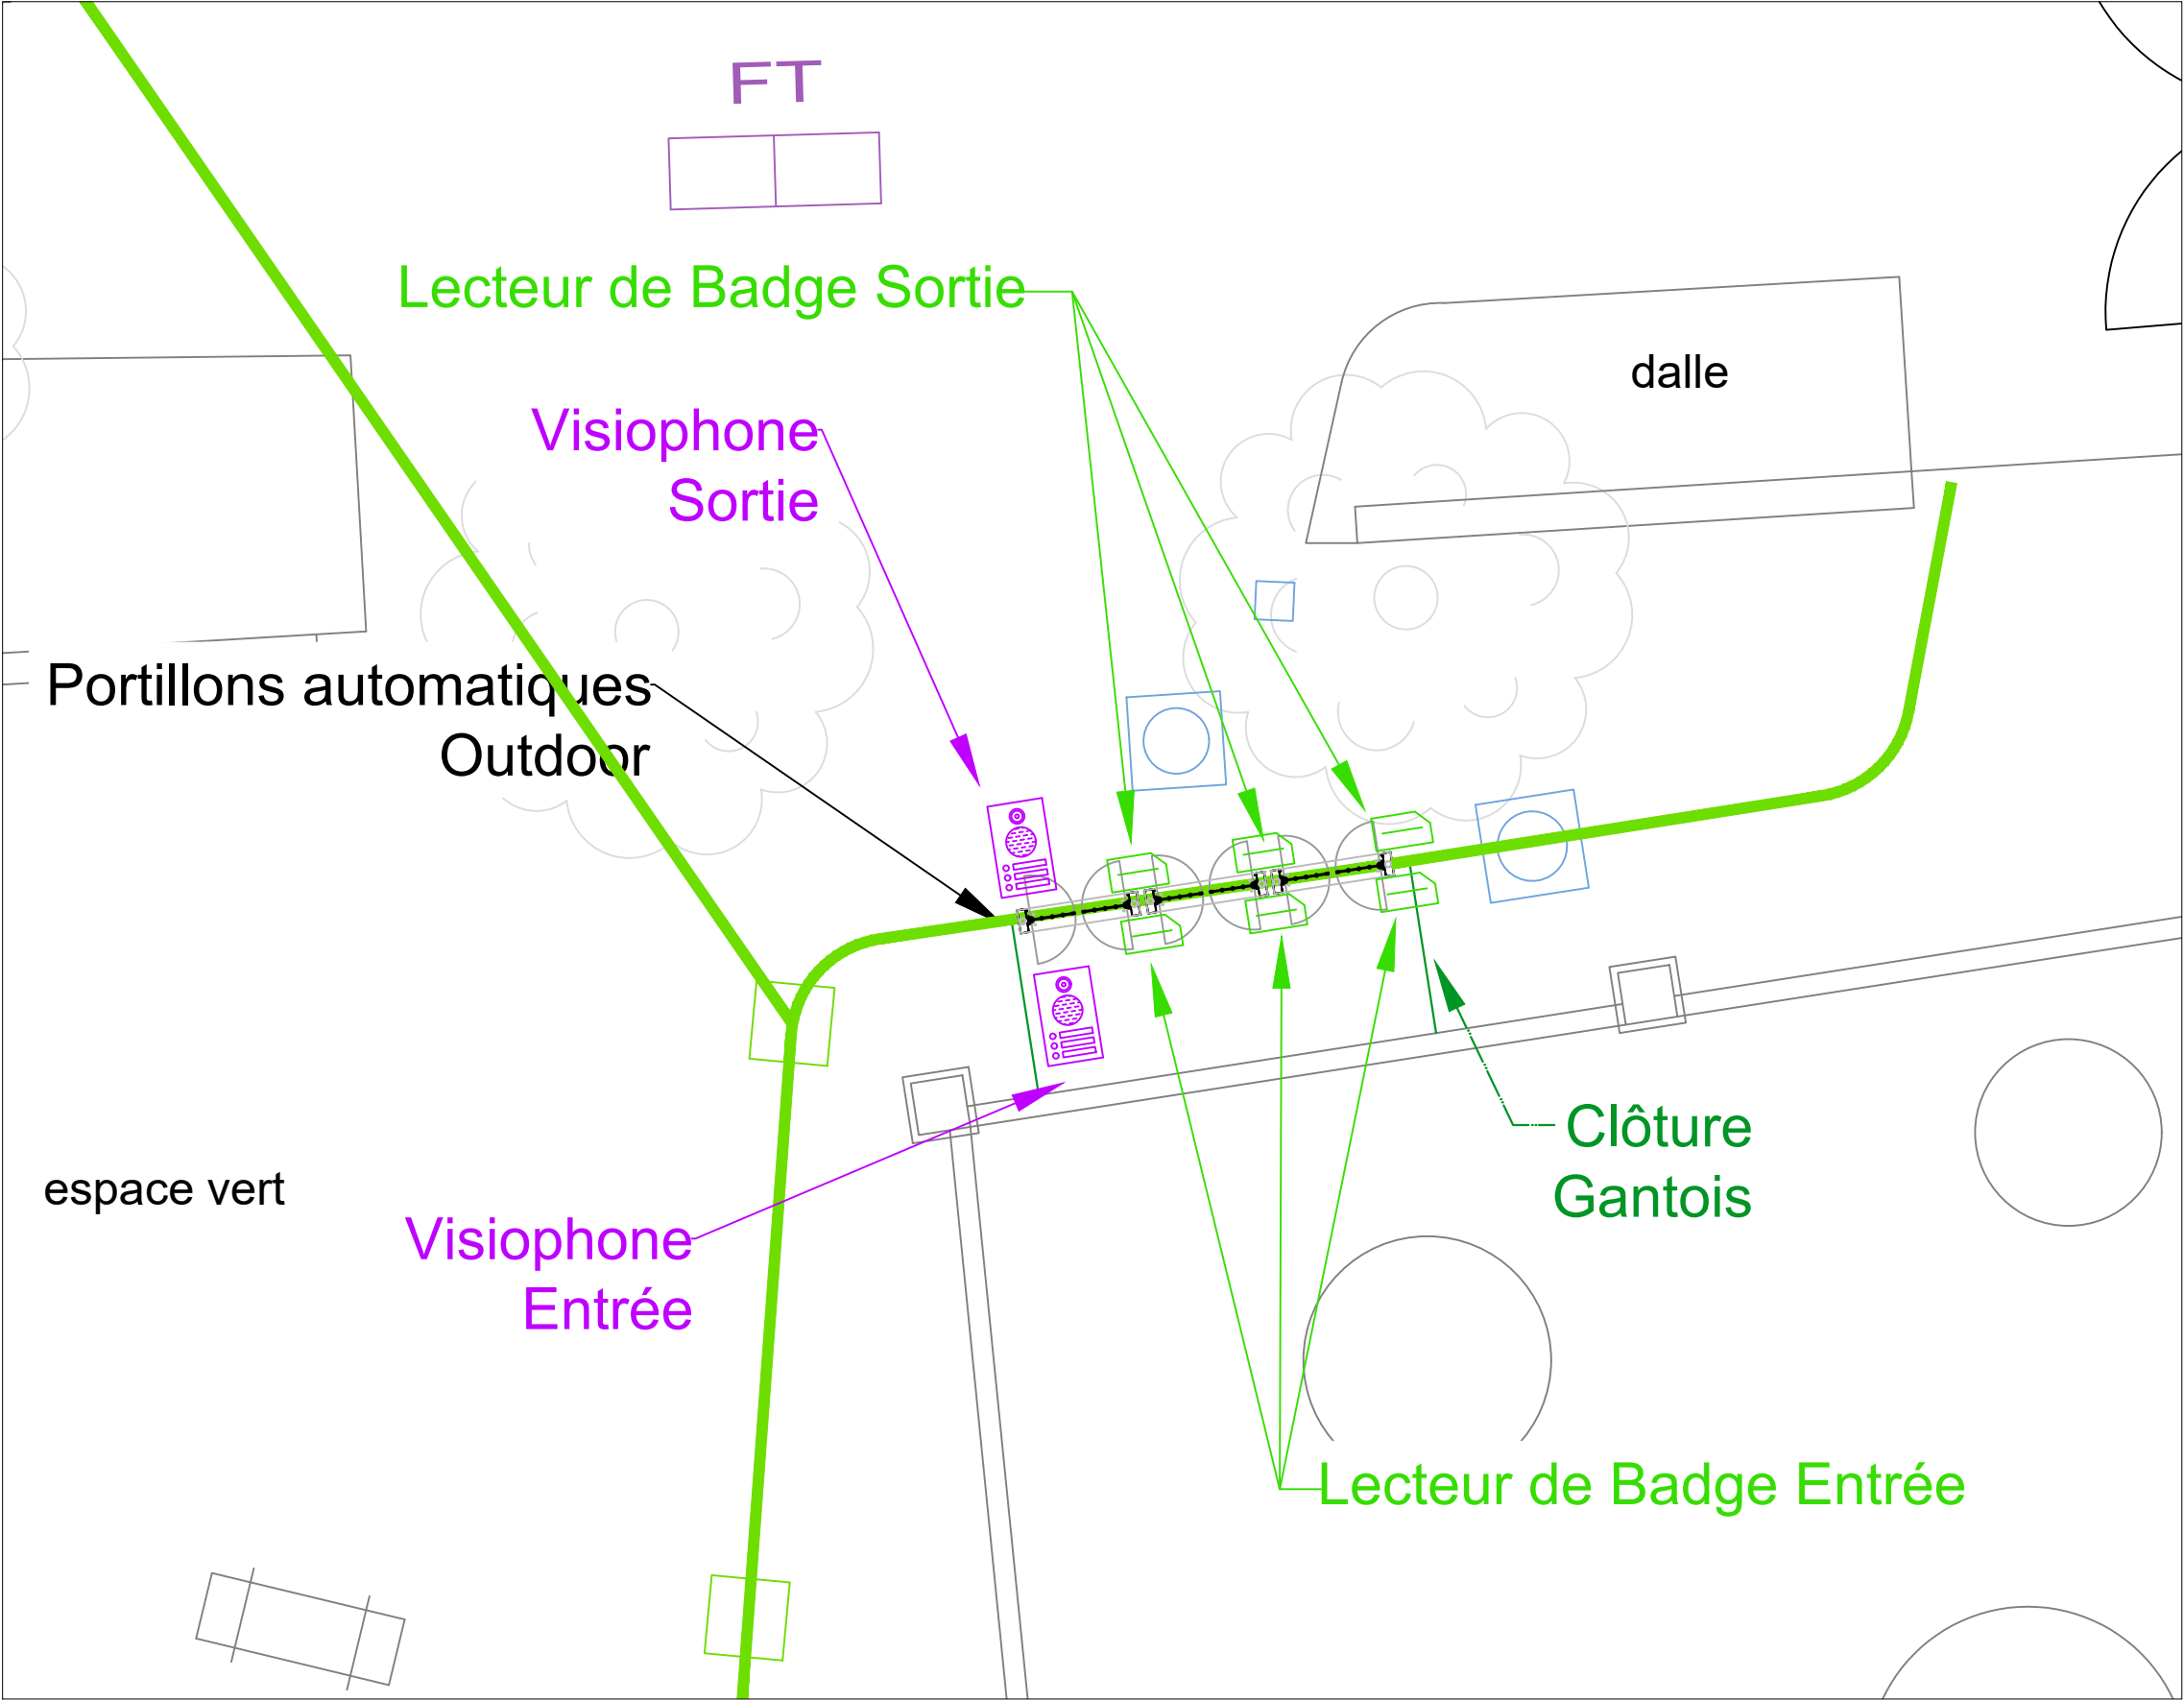 FT
Lecteur de Badge Sortie
dalle
Visiophone
Sortie
Portillons automatiques
Outdoor
Clôture
Gantois
espace vert
Visiophone
Entrée
Lecteur de Badge Entrée